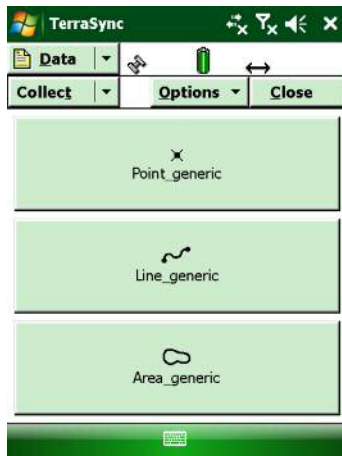 TerraSync
Data
Collect Options Close
Point_generic
Line_generic
Area_generic